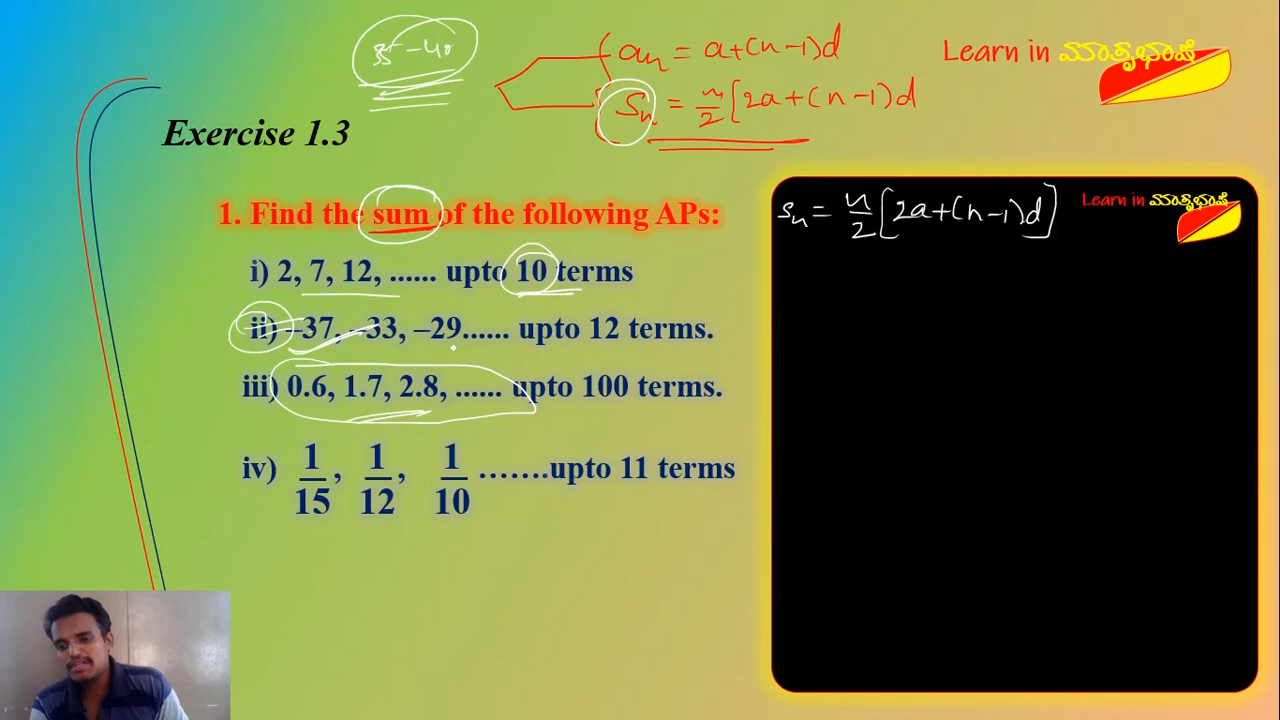 35-40
aₙ = a+(n-1)d
Sₙ = n/2 [2a+(n-1)d
Learn in ಮಾತೃಭಾಷೆ
Exercise 1.3
1. Find the sum of the following APs:
i) 2, 7, 12, ...... upto 10 terms
ii) –37, –33, –29...... upto 12 terms.
iii) 0.6, 1.7, 2.8, ...... upto 100 terms.
iv) 1/15, 1/12, 1/10 .......upto 11 terms
Sₙ = n/2 [2a+(n-1)d]
Learn in ಮಾತೃಭಾಷೆ